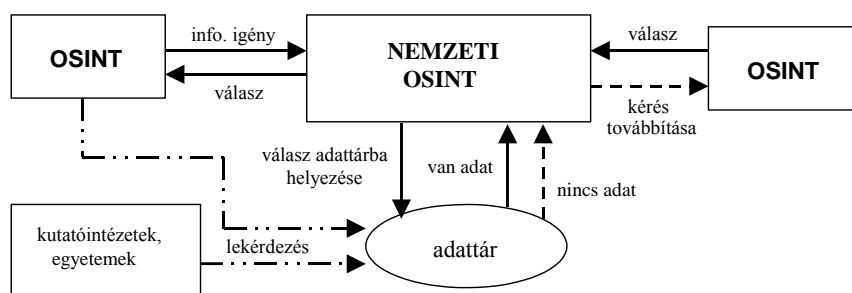 OSINT
info. igény
válasz
NEMZETI
OSINT
válasz
OSINT
kérés
továbbítása
válasz adattárba
helyezése
van adat
nincs adat
kutatóintézetek,
egyetemek
lekérdezés
adattár